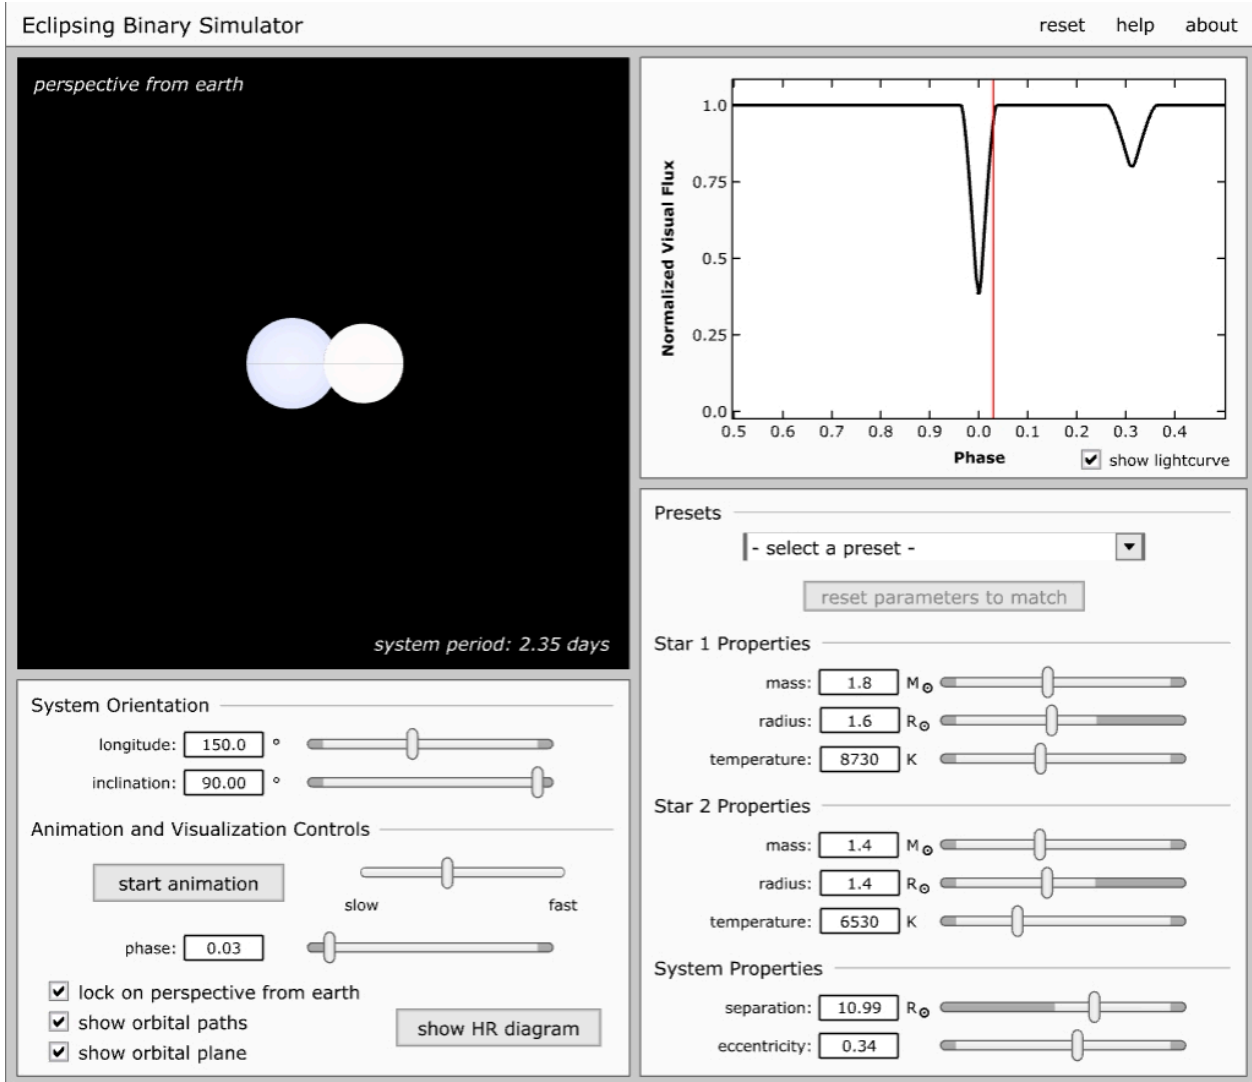 Eclipsing Binary Simulator
reset help about
perspective from earth
system period: 2.35 days
Normalized Visual Flux
1.0
0.75
0.5
0.25
0.0
0.5 0.6 0.7 0.8 0.9 0.0 0.1 0.2 0.3 0.4
Phase
show lightcurve
System Orientation
longitude: 150.0 °
inclination: 90.00 °
Animation and Visualization Controls
start animation
slow fast
phase: 0.03
lock on perspective from earth
show orbital paths
show orbital plane
show HR diagram
Presets
- select a preset -
reset parameters to match
Star 1 Properties
mass: 1.8 M⊙
radius: 1.6 R⊙
temperature: 8730 K
Star 2 Properties
mass: 1.4 M⊙
radius: 1.4 R⊙
temperature: 6530 K
System Properties
separation: 10.99 R⊙
eccentricity: 0.34